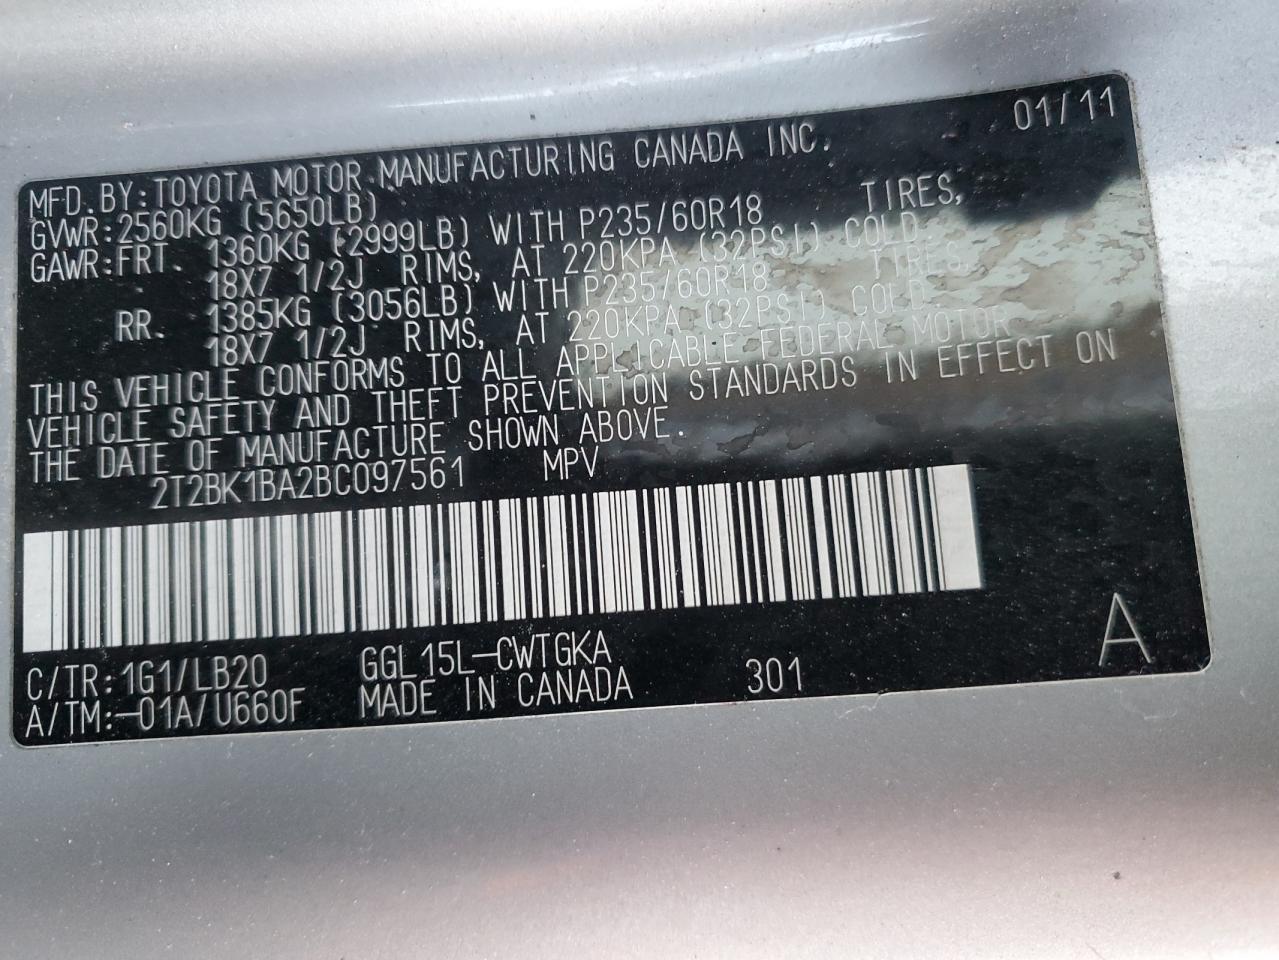 01/11
MFD. BY: TOYOTA MOTOR MANUFACTURING CANADA INC.
GVWR: 2560KG (5650LB)
GAWR: FRT. 1360KG (2999LB) WITH P235/60R18 TIRES,
18X7 1/2J RIMS, AT 220KPA (32PSI) COLD.
RR. 1385KG (3056LB) WITH P235/60R18 TIRES,
18X7 1/2J RIMS, AT 220KPA (32PSI) COLD.
THIS VEHICLE CONFORMS TO ALL APPLICABLE FEDERAL MOTOR
VEHICLE SAFETY AND THEFT PREVENTION STANDARDS IN EFFECT ON
THE DATE OF MANUFACTURE SHOWN ABOVE.
2T2BK1BA2BC097561 MPV
C/TR: 1G1/LB20 GGL15L-CWTGKA
A/TM: -01A/U660F MADE IN CANADA 301 A